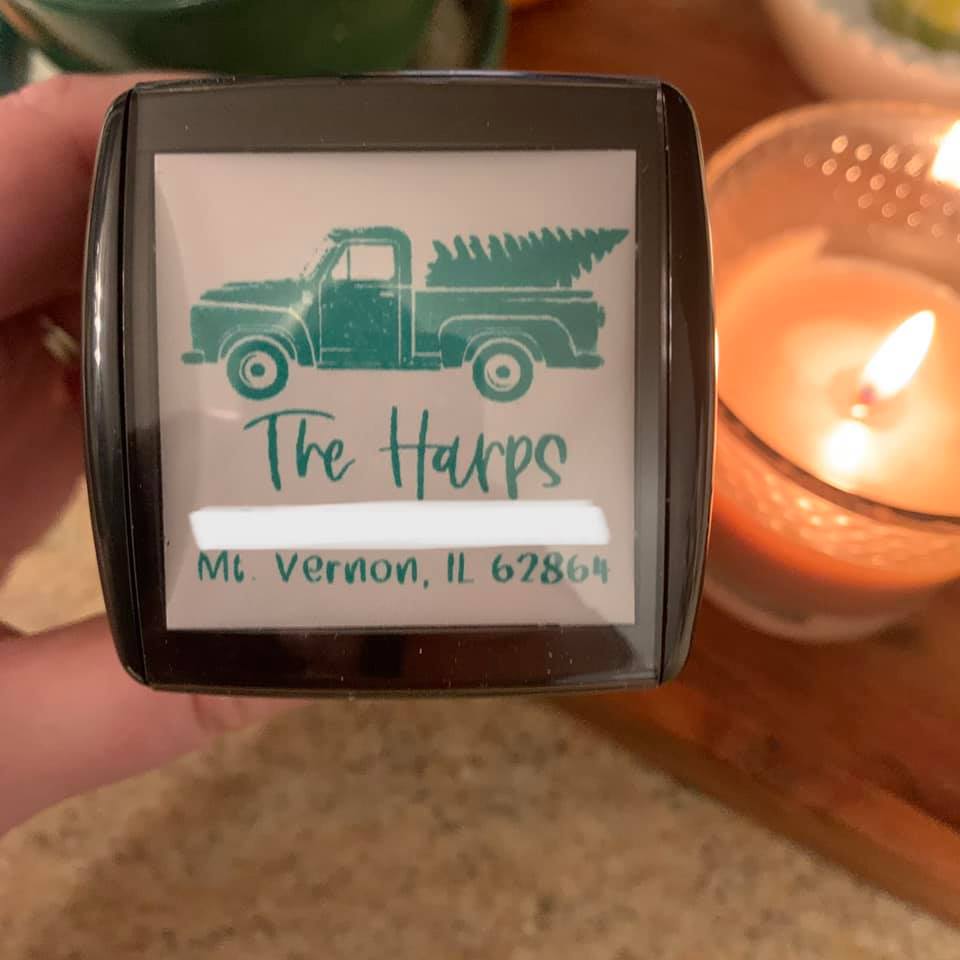 The Harps
Mt. Vernon, IL 62864